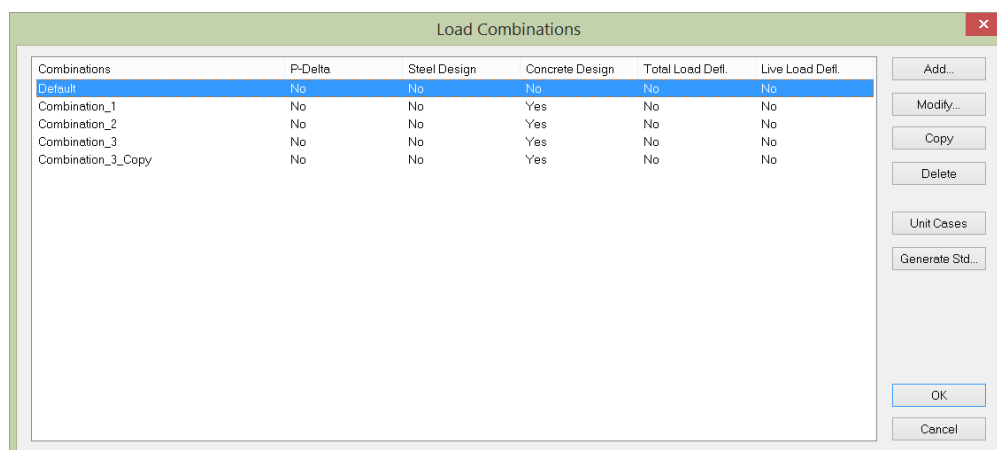 Load Combinations
Combinations P-Delta Steel Design Concrete Design Total Load Defl. Live Load Defl.
Default No No No No No
Combination_1 No No Yes No No
Combination_2 No No Yes No No
Combination_3 No No Yes No No
Combination_3_Copy No No Yes No No
Add...
Modify...
Copy
Delete
Unit Cases
Generate Std...
OK
Cancel